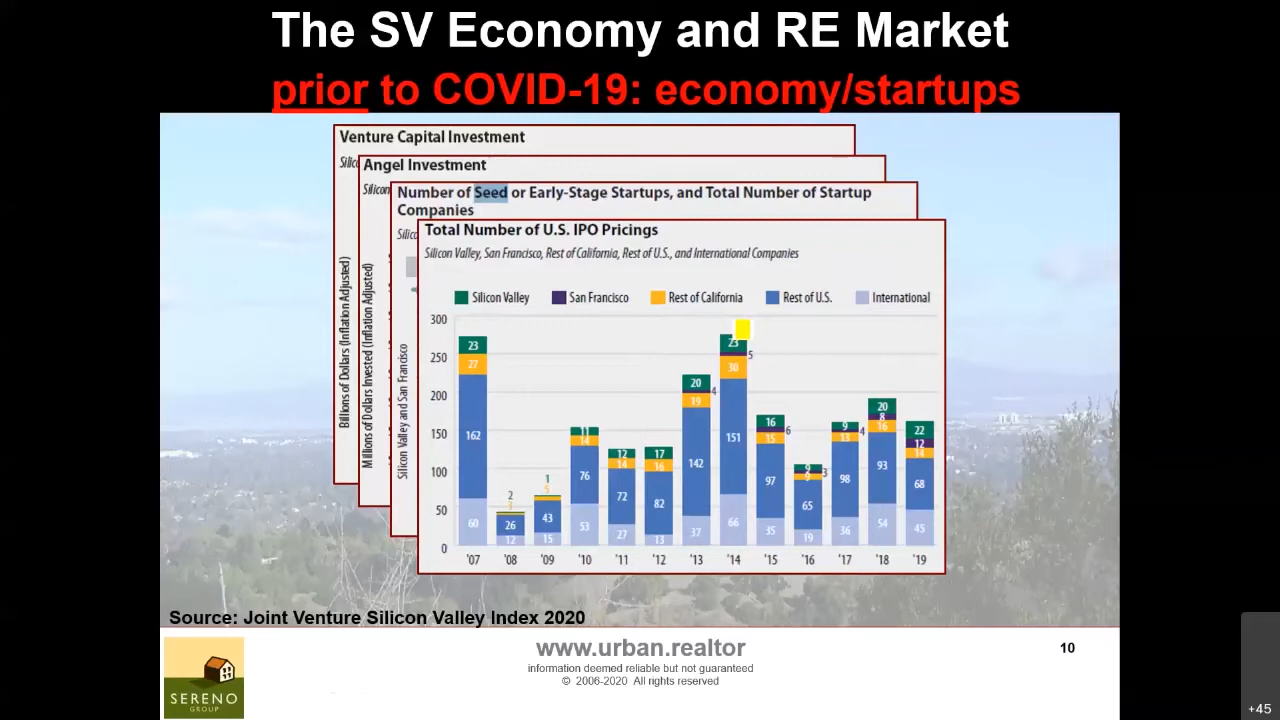 The SV Economy and RE Market
prior to COVID-19: economy/startups
Venture Capital Investment
Silic
Billions of Dollars (Inflation Adjusted)
Angel Investment
Silicon
Millions of Dollars Invested (Inflation Adjusted)
Number of Seed or Early-Stage Startups, and Total Number of Startup
Companies
Silic
Silicon Valley and San Francisco
Total Number of U.S. IPO Pricings
Silicon Valley, San Francisco, Rest of California, Rest of U.S., and International Companies
Silicon Valley San Francisco Rest of California Rest of U.S. International
300
250
200
150
100
50
0
23 27 162 60
2 3 26 12
1 5 43 15
11 14 76 53
12 14 72 27
17 16 82 13
20 4 19 142 37
23 5 30 151 66
16 6 15 97 35
9 3 9 65 19
9 4 13 98 36
20 8 16 93 54
22 12 14 68 45
'07 '08 '09 '10 '11 '12 '13 '14 '15 '16 '17 '18 '19
Source: Joint Venture Silicon Valley Index 2020
www.urban.realtor
information deemed reliable but not guaranteed
© 2006-2020 All rights reserved
10
SERENO
GROUP
+45